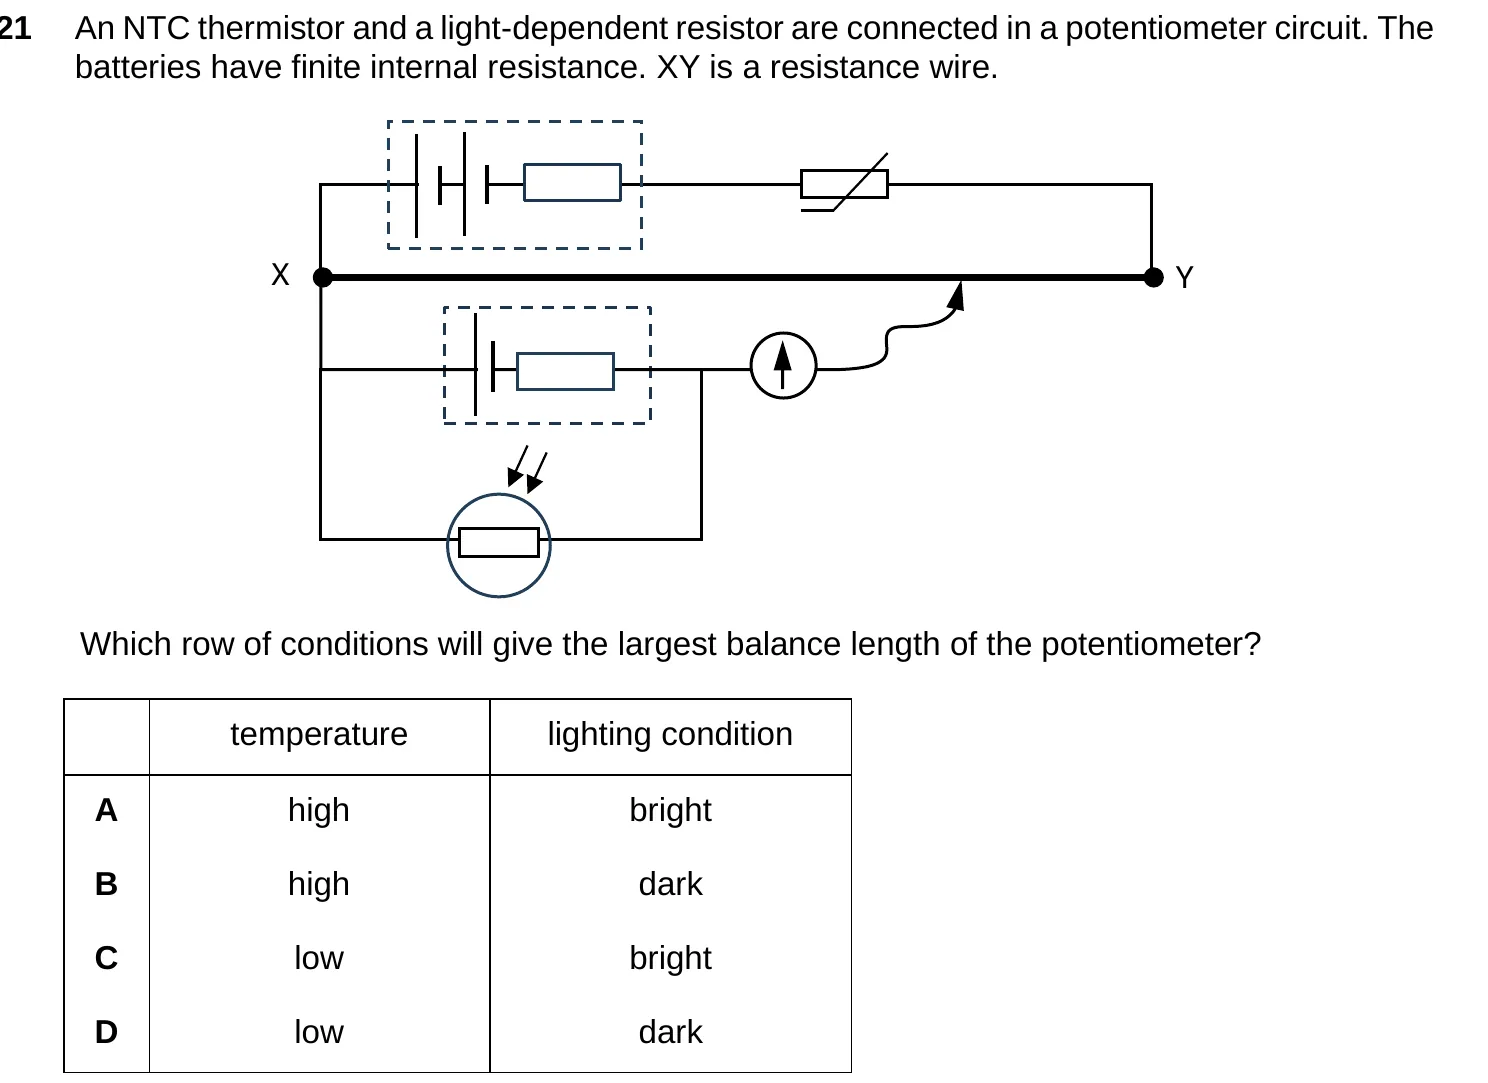 21 An NTC thermistor and a light-dependent resistor are connected in a potentiometer circuit. The
batteries have finite internal resistance. XY is a resistance wire.
X
Y
Which row of conditions will give the largest balance length of the potentiometer?
temperature lighting condition
A high bright
B high dark
C low bright
D low dark